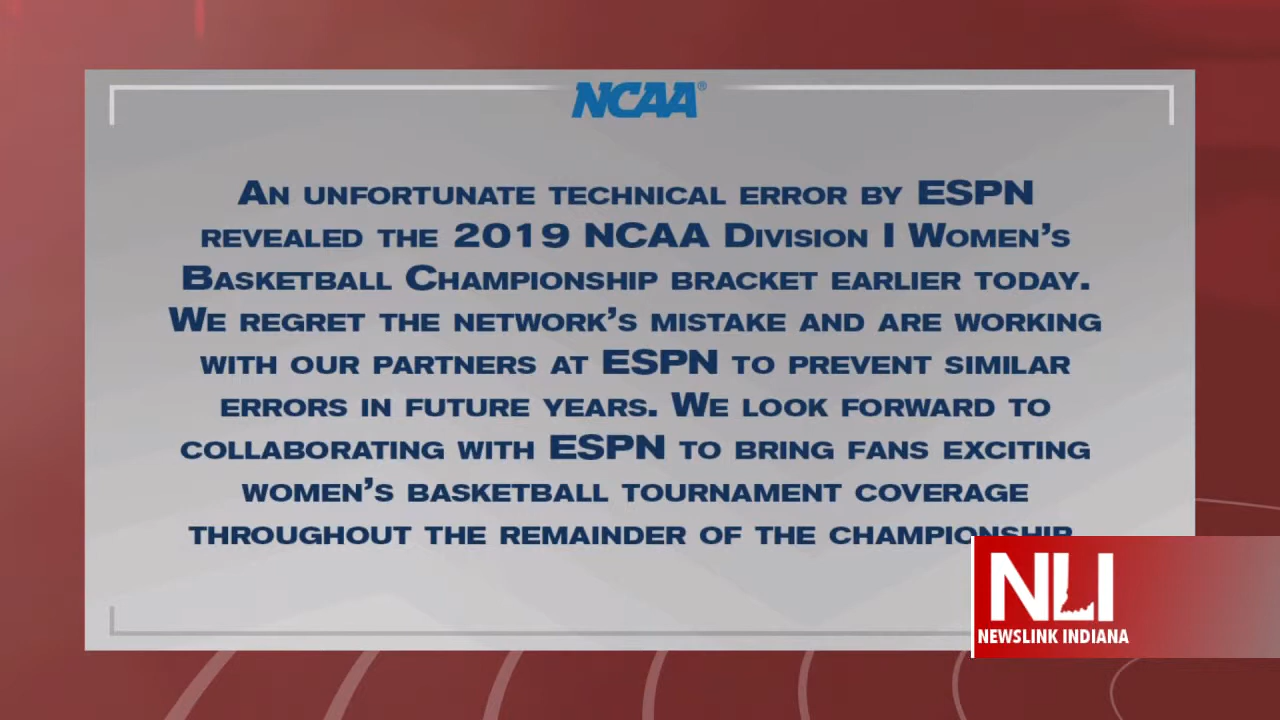 NCAA®
AN UNFORTUNATE TECHNICAL ERROR BY ESPN
REVEALED THE 2019 NCAA DIVISION I WOMEN'S
BASKETBALL CHAMPIONSHIP BRACKET EARLIER TODAY.
WE REGRET THE NETWORK'S MISTAKE AND ARE WORKING
WITH OUR PARTNERS AT ESPN TO PREVENT SIMILAR
ERRORS IN FUTURE YEARS. WE LOOK FORWARD TO
COLLABORATING WITH ESPN TO BRING FANS EXCITING
WOMEN'S BASKETBALL TOURNAMENT COVERAGE
THROUGHOUT THE REMAINDER OF THE CHAMPIONSHIP
NLI
NEWSLINK INDIANA